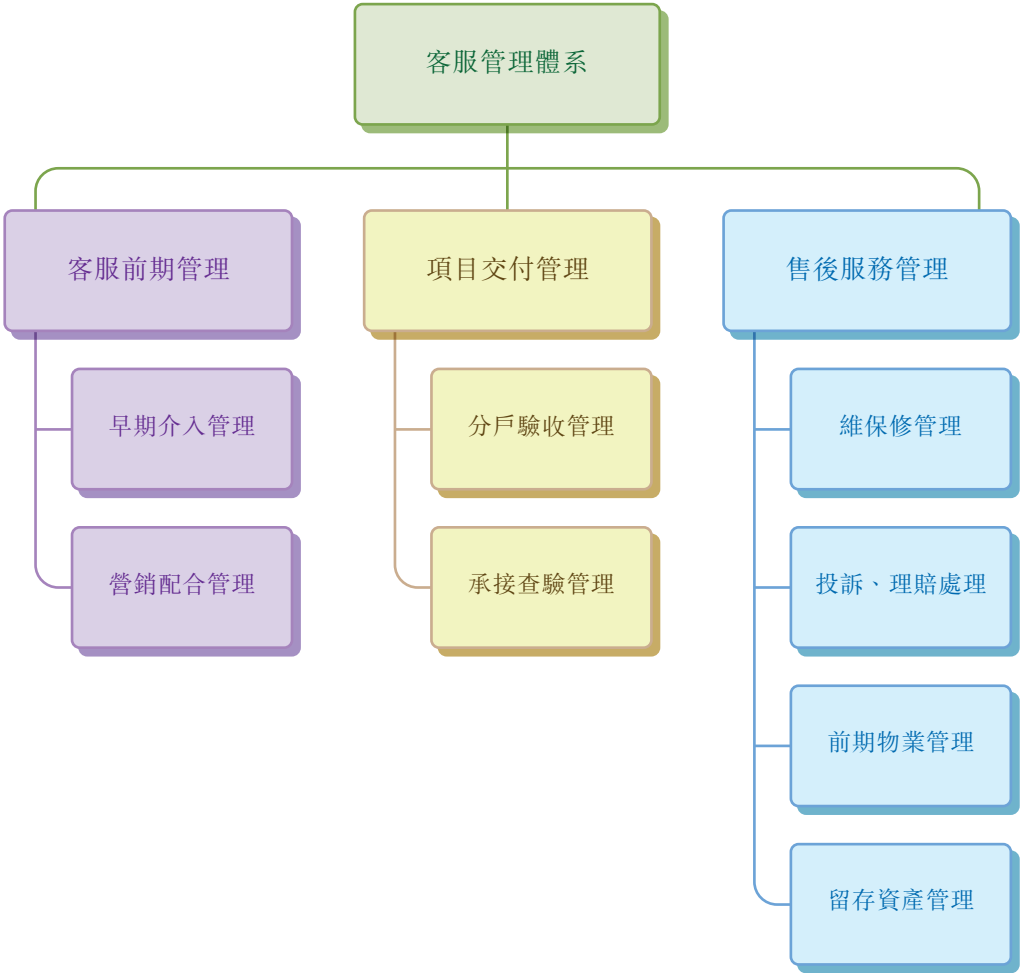 客服管理體系
客服前期管理
項目交付管理
售後服務管理
早期介入管理
分戶驗收管理
維保修管理
營銷配合管理
承接查驗管理
投訴、理賠處理
前期物業管理
留存資產管理